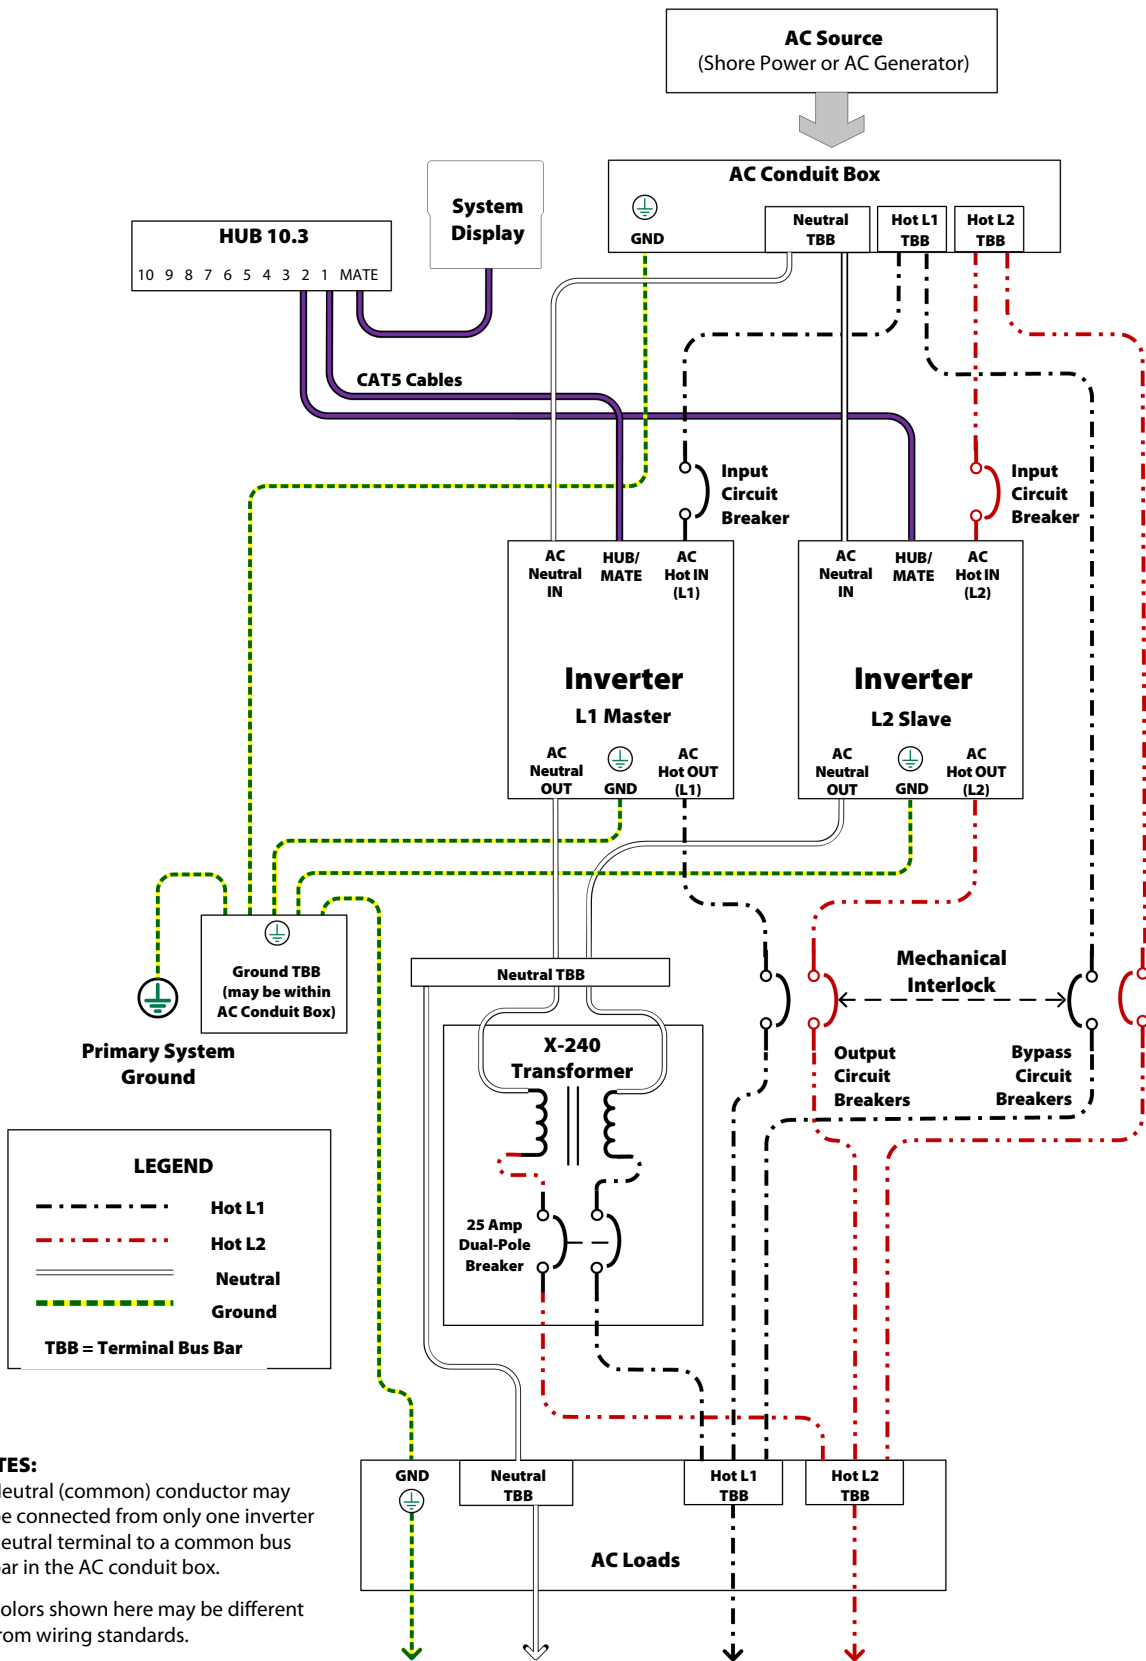 AC Source
(Shore Power or AC Generator)
AC Conduit Box
GND
Neutral
TBB
Hot L1
TBB
Hot L2
TBB
System
Display
HUB 10.3
10 9 8 7 6 5 4 3 2 1 MATE
CAT5 Cables
Input
Circuit
Breaker
Input
Circuit
Breaker
AC
Neutral
IN
HUB/
MATE
AC
Hot IN
(L1)
Inverter
L1 Master
AC
Neutral
OUT
GND
AC
Hot OUT
(L1)
AC
Neutral
IN
HUB/
MATE
AC
Hot IN
(L2)
Inverter
L2 Slave
AC
Neutral
OUT
GND
AC
Hot OUT
(L2)
Ground TBB
(may be within
AC Conduit Box)
Primary System
Ground
Neutral TBB
Mechanical
Interlock
Output
Circuit
Breakers
Bypass
Circuit
Breakers
X-240
Transformer
25 Amp
Dual-Pole
Breaker
LEGEND
Hot L1
Hot L2
Neutral
Ground
TBB = Terminal Bus Bar
TES:
(common) conductor may
be connected from only one inverter
terminal to a common bus
in the AC conduit box.
shown here may be different
wiring standards.
GND
Neutral
TBB
Hot L1
TBB
Hot L2
TBB
AC Loads